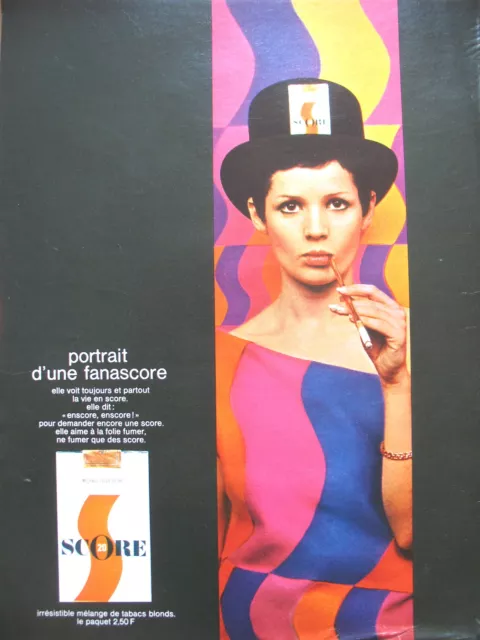 SCORE
portrait
d'une fanascore
elle voit toujours et partout
la vie en score.
elle dit:
«enscore, enscore!»
pour demander encore une score.
elle aime à la folie fumer,
ne fumer que des score.
20
SCORE
irrésistible mélange de tabacs blonds.
le paquet 2,50 F